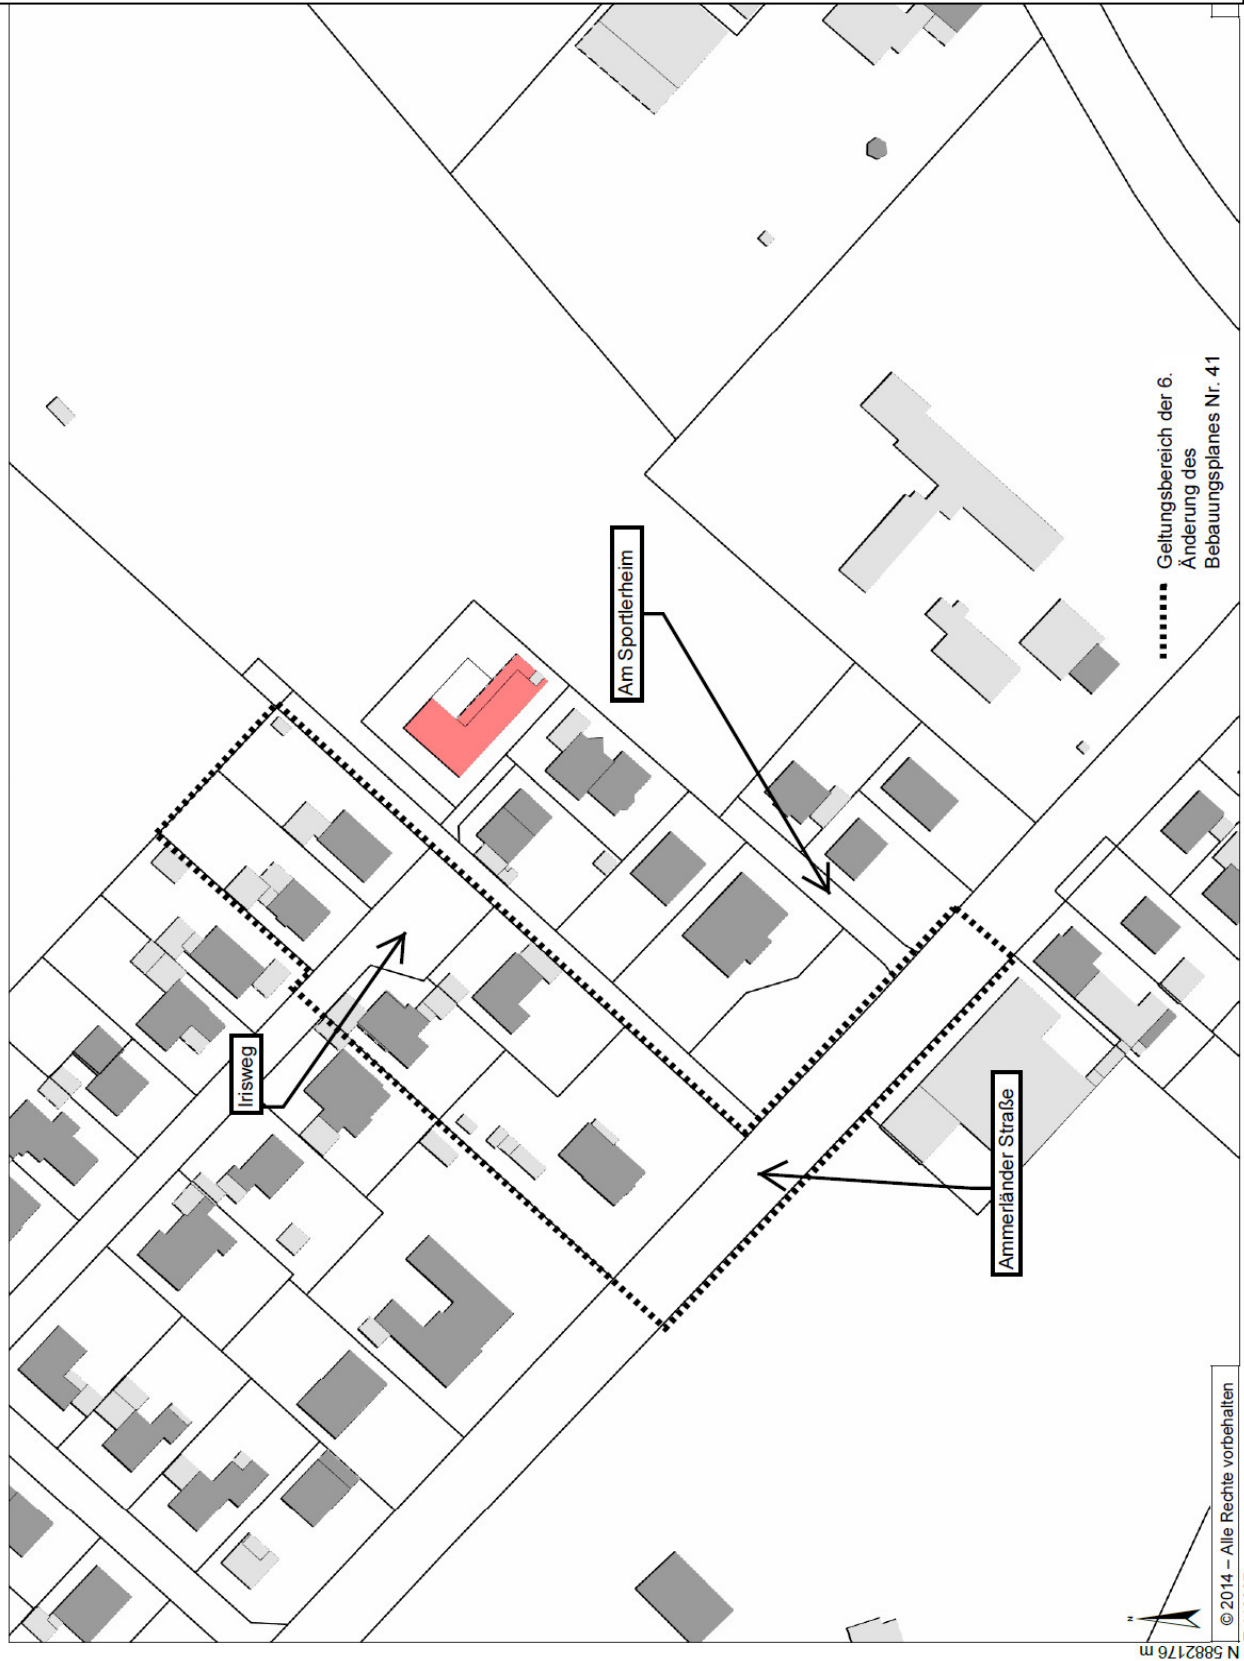 Irisweg
Am Sportlerheim
Ammerländer Straße
Geltungsbereich der 6.
Änderung des
Bebauungsplanes Nr. 41
N
© 2014 – Alle Rechte vorbehalten
N 5882176 m